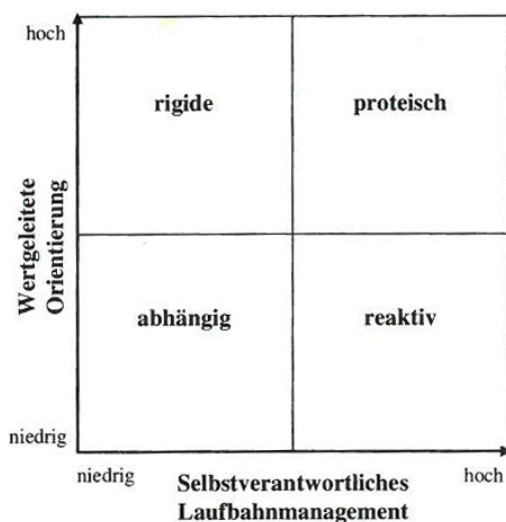 hoch
rigide
proteisch
Wertgeleitete
Orientierung
abhängig
reaktiv
niedrig
niedrig
hoch
Selbstverantwortliches
Laufbahnmanagement